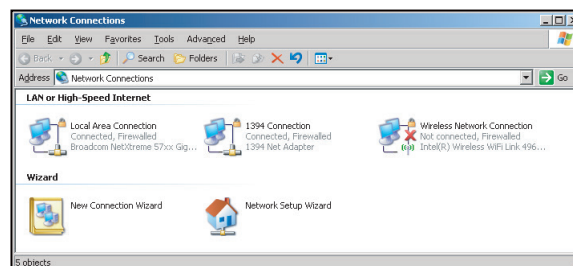 Network Connections
File Edit View Favorites Tools Advanced Help
Back Search Folders
Address Network Connections Go
LAN or High-Speed Internet
Local Area Connection 1394 Connection Wireless Network Connection
Connected, Firewalled Connected, Firewalled Not connected, Firewalled
Broadcom NetXtreme 57xx Gig... 1394 Net Adapter Intel(R) Wireless WiFi Link 496...
Wizard
New Connection Wizard Network Setup Wizard
5 objects